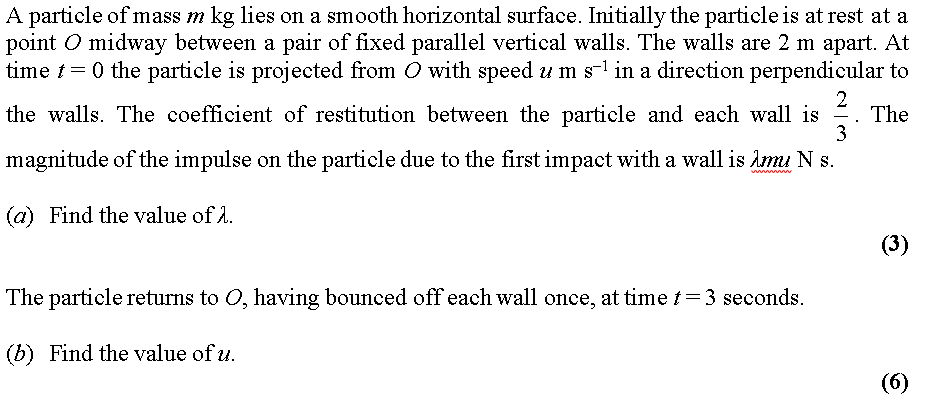 A particle of mass m kg lies on a smooth horizontal surface. Initially the particle is at rest at a
point O midway between a pair of fixed parallel vertical walls. The walls are 2 m apart. At
time t = 0 the particle is projected from O with speed u m s⁻¹ in a direction perpendicular to
the walls. The coefficient of restitution between the particle and each wall is 2/3. The
magnitude of the impulse on the particle due to the first impact with a wall is λmu N s.
(a) Find the value of λ.
(3)
The particle returns to O, having bounced off each wall once, at time t = 3 seconds.
(b) Find the value of u.
(6)